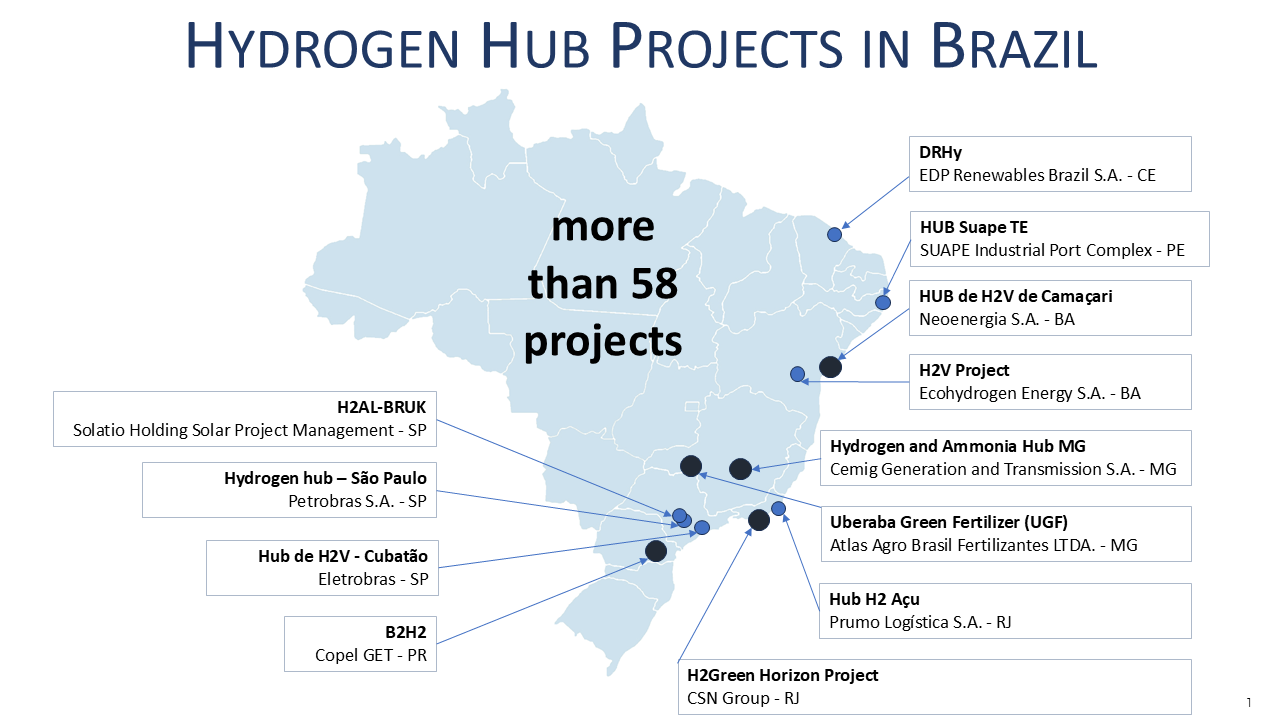 HYDROGEN HUB PROJECTS IN BRAZIL
more
than 58
projects
DRHy
EDP Renewables Brazil S.A. - CE
HUB Suape TE
SUAPE Industrial Port Complex - PE
HUB de H2V de Camaçari
Neoenergia S.A. - BA
H2V Project
Ecohydrogen Energy S.A. - BA
Hydrogen and Ammonia Hub MG
Cemig Generation and Transmission S.A. - MG
Uberaba Green Fertilizer (UGF)
Atlas Agro Brasil Fertilizantes LTDA. - MG
Hub H2 Açu
Prumo Logística S.A. - RJ
H2Green Horizon Project
CSN Group - RJ
H2AL-BRUK
Solatio Holding Solar Project Management - SP
Hydrogen hub – São Paulo
Petrobras S.A. - SP
Hub de H2V - Cubatão
Eletrobras - SP
B2H2
Copel GET - PR
1